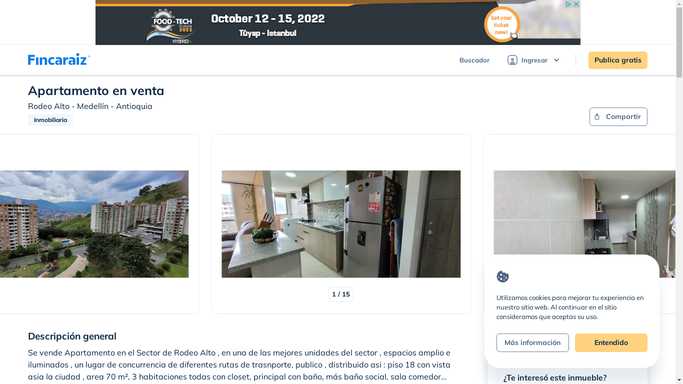 FOOD-TECH
EURASIA
HYBRID
October 12 - 15, 2022
Tüyap - Istanbul
Get your
ticket
now!
Fincaraiz
Buscador
Ingresar
Publica gratis
Apartamento en venta
Rodeo Alto - Medellín - Antioquia
Inmobiliaria
Compartir
1 / 15
Utilizamos cookies para mejorar tu experiencia en
nuestro sitio web. Al continuar en el sitio
consideramos que aceptas su uso.
Más información
Entendido
Descripción general
Se vende Apartamento en el Sector de Rodeo Alto , en una de las mejores unidades del sector , espacios amplio e
iluminados , un lugar de concurrencia de diferentes rutas de trasnporte. publico , distribuido asi : piso 18 con vista
asia la ciudad , area 70 m², 3 habitaciones todas con closet, principal con baño, más baño social, sala comedor...
¿Te interesó este inmueble?